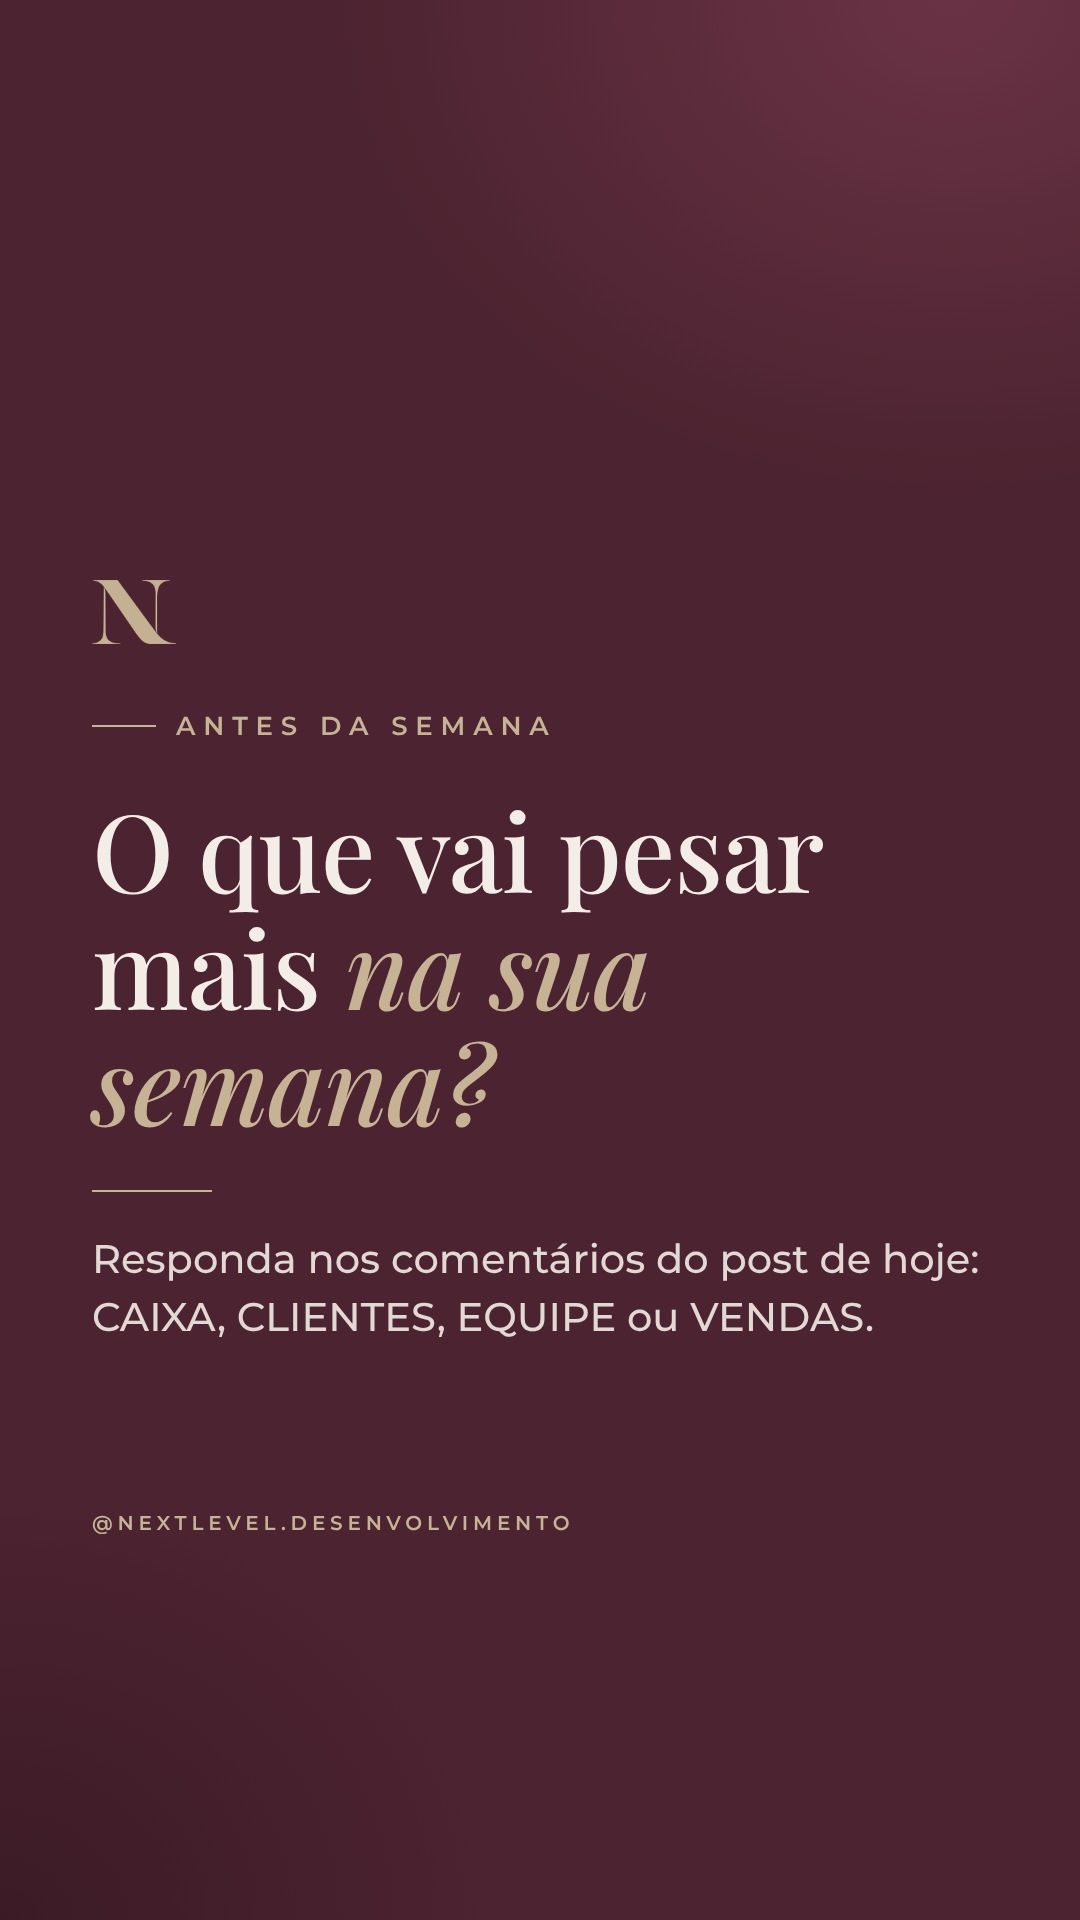 N
ANTES DA SEMANA
O que vai pesar
mais na sua
semana?
Responda nos comentários do post de hoje:
CAIXA, CLIENTES, EQUIPE ou VENDAS.
@NEXTLEVEL.DESENVOLVIMENTO